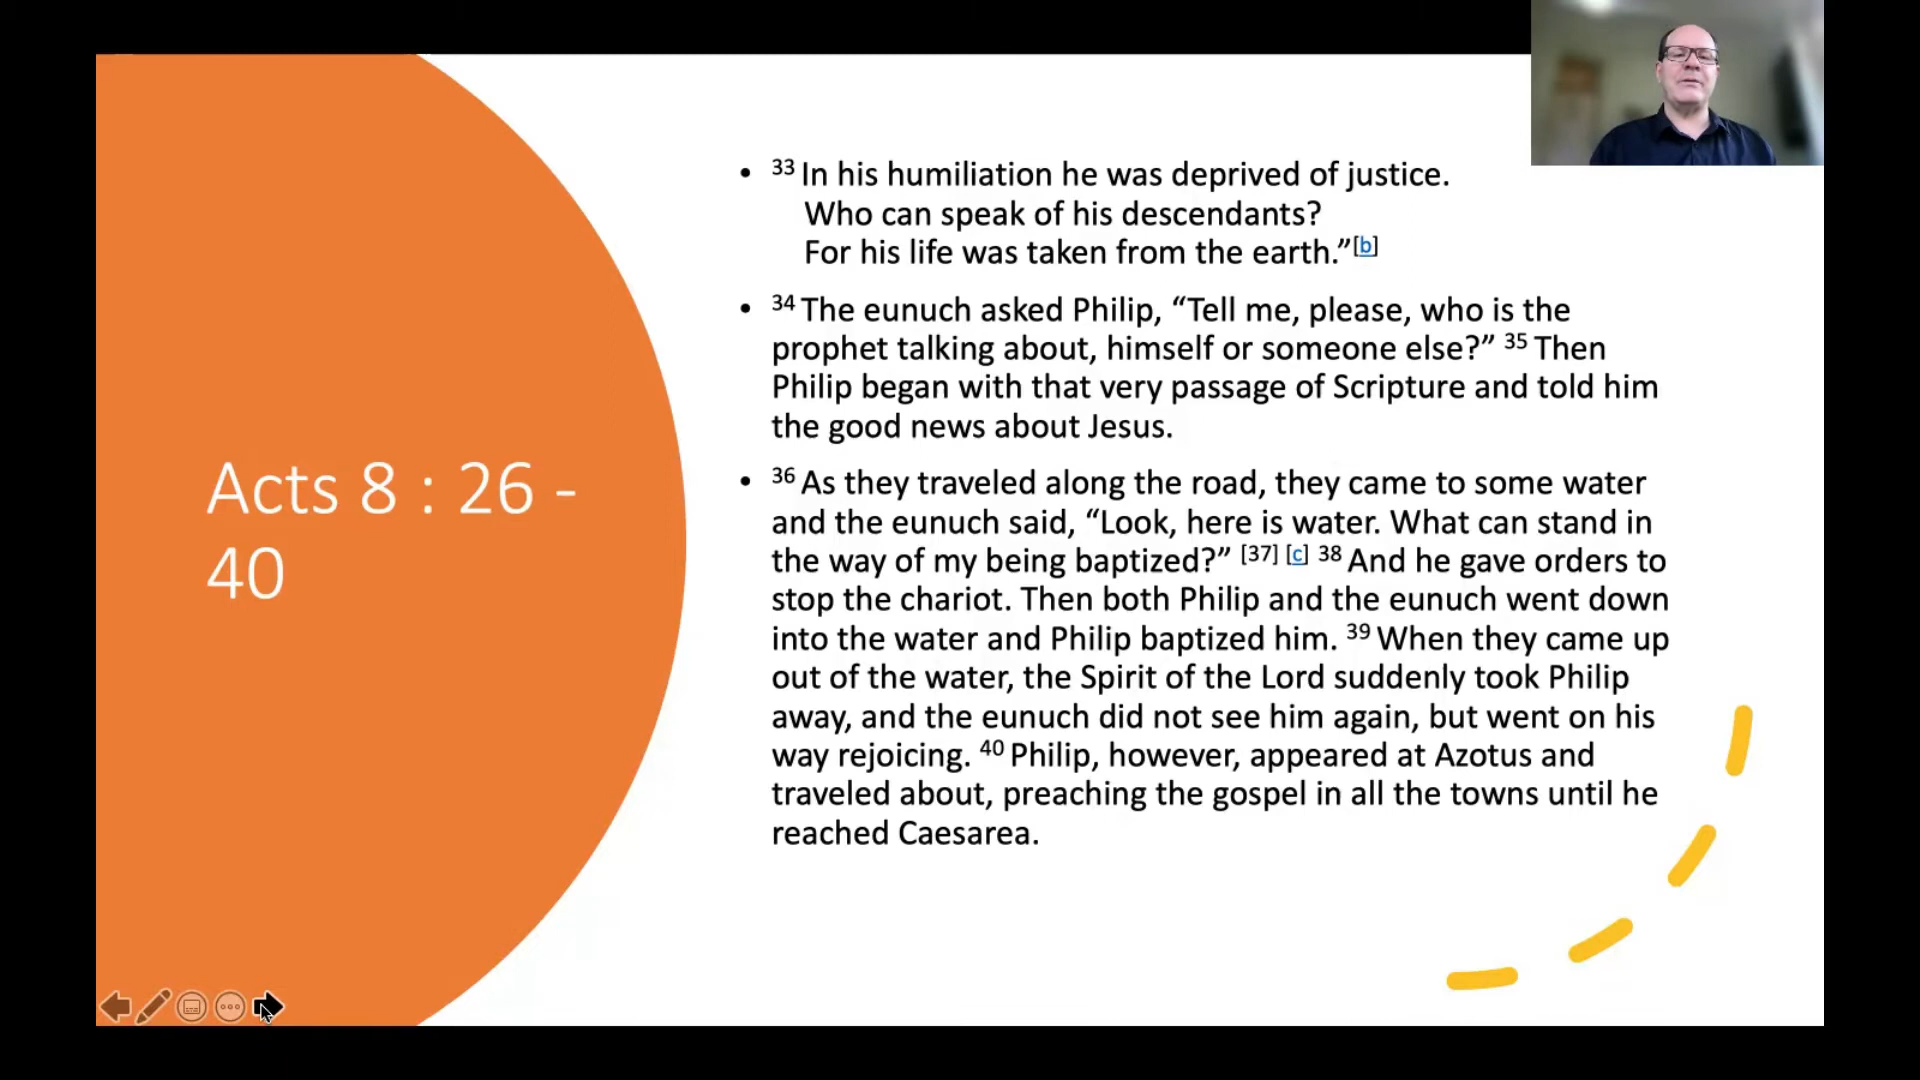 Acts 8 : 26 -
40
• ³³ In his humiliation he was deprived of justice.
Who can speak of his descendants?
For his life was taken from the earth.”[b]
• ³⁴ The eunuch asked Philip, “Tell me, please, who is the
prophet talking about, himself or someone else?” ³⁵ Then
Philip began with that very passage of Scripture and told him
the good news about Jesus.
• ³⁶ As they traveled along the road, they came to some water
and the eunuch said, “Look, here is water. What can stand in
the way of my being baptized?” [37] [c] ³⁸ And he gave orders to
stop the chariot. Then both Philip and the eunuch went down
into the water and Philip baptized him. ³⁹ When they came up
out of the water, the Spirit of the Lord suddenly took Philip
away, and the eunuch did not see him again, but went on his
way rejoicing. ⁴⁰ Philip, however, appeared at Azotus and
traveled about, preaching the gospel in all the towns until he
reached Caesarea.